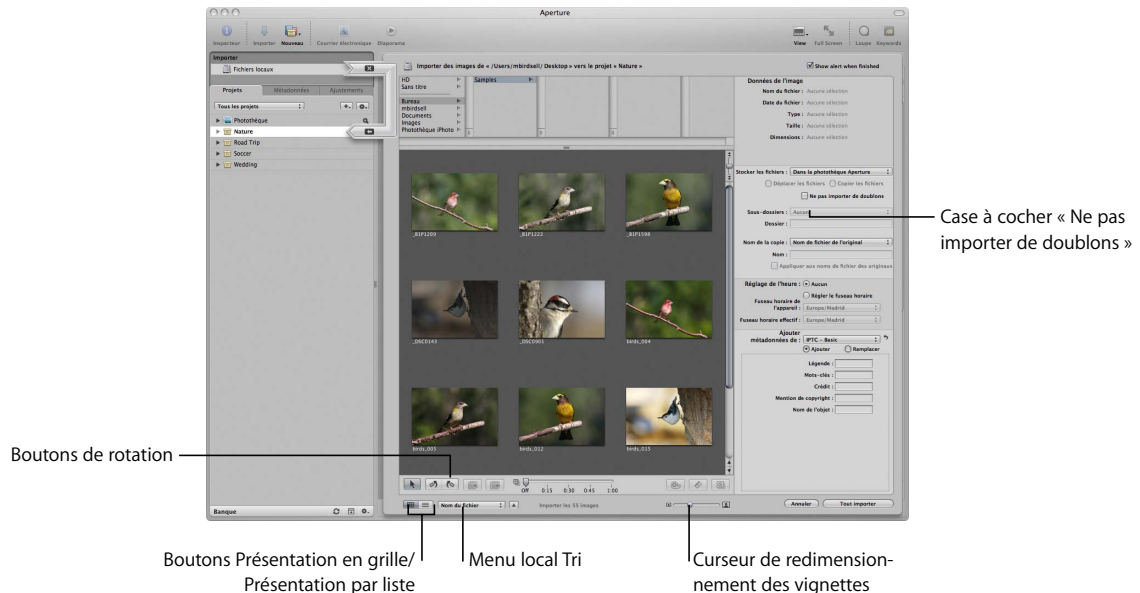 Aperture
Inspecteur
Importer
Nouveau
Courrier électronique
Diaporama
View
Full Screen
Loupe
Keywords
Importer
Fichiers locaux
Projets
Métadonnées
Ajustements
Tous les projets
Photothèque
Nature
Road Trip
Soccer
Wedding
Banque
Importer des images de « /Users/mbirdsell/ Desktop » vers le projet « Nature »
Show alert when finished
HD
Sans titre
Bureau
mbirdsell
Documents
Images
Photothèque iPhoto
Samples
_B1P1209
_B1P1222
_B1P1598
_DSC0143
_DSC0901
birds_004
birds_005
birds_012
birds_015
Off 0:15 0:30 0:45 1:00
Nom du fichier
Importer les 55 images
Données de l'image
Nom du fichier : Aucune sélection
Date du fichier : Aucune sélection
Type : Aucune sélection
Taille : Aucune sélection
Dimensions : Aucune sélection
Stocker les fichiers : Dans la photothèque Aperture
Déplacer les fichiers Copier les fichiers
Ne pas importer de doublons
Sous-dossiers : Aucun
Dossier :
Nom de la copie : Nom de fichier de l'original
Nom :
Appliquer aux noms de fichier des originaux
Réglage de l'heure : Aucun
Régler le fuseau horaire
Fuseau horaire de
l'appareil : Europe/Madrid
Fuseau horaire effectif : Europe/Madrid
Ajouter
métadonnées de : IPTC - Basic
Ajouter Remplacer
Légende :
Mots-clés :
Crédit :
Mention de copyright :
Nom de l'objet :
Annuler
Tout importer
Case à cocher « Ne pas
importer de doublons »
Boutons de rotation
Boutons Présentation en grille/
Présentation par liste
Menu local Tri
Curseur de redimension-
nement des vignettes